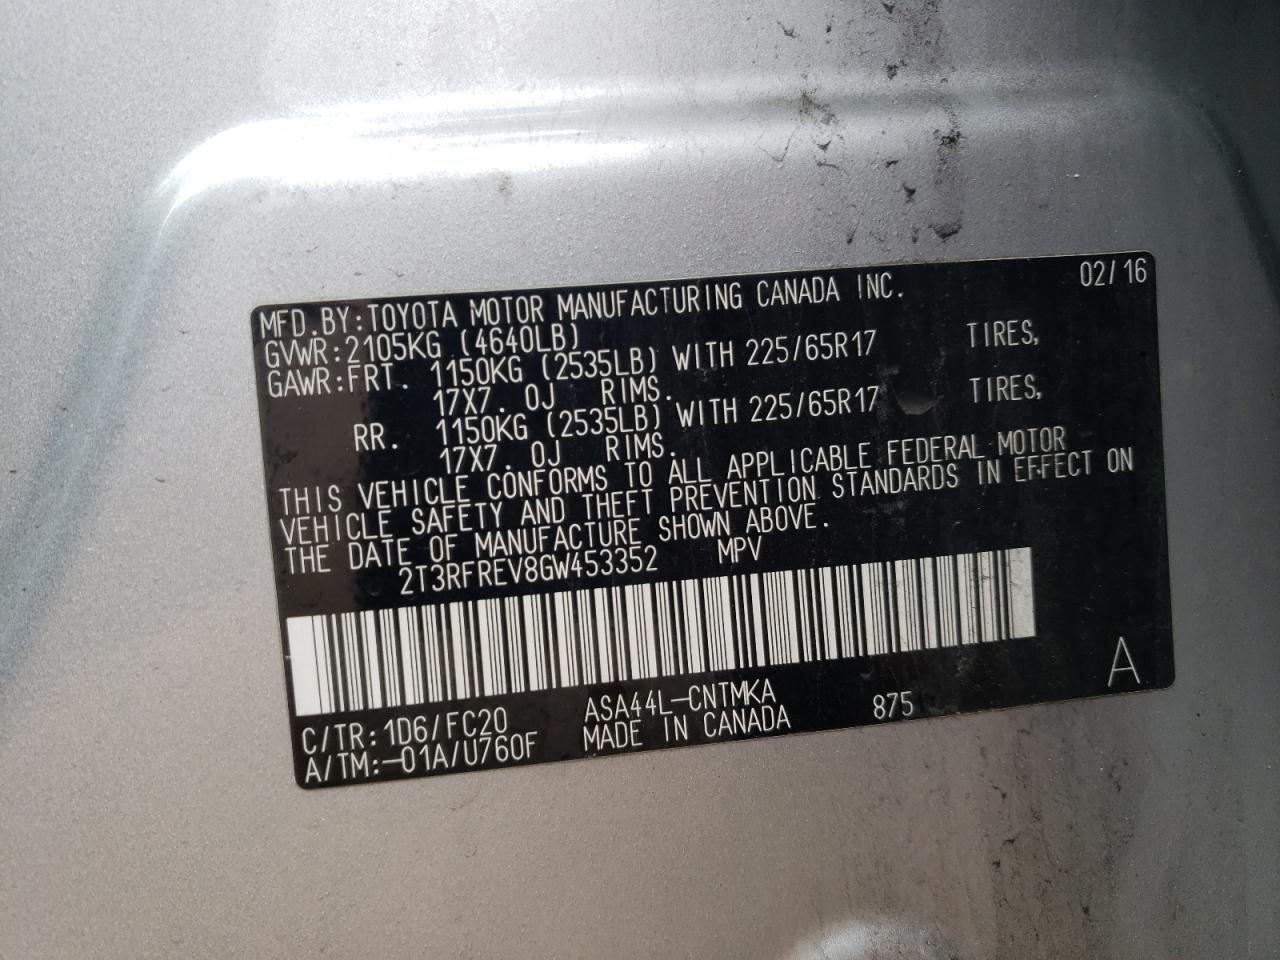 02/16
MFD.BY:TOYOTA MOTOR MANUFACTURING CANADA INC.
GVWR:2105KG (4640LB)
GAWR:FRT. 1150KG (2535LB) WITH 225/65R17 TIRES,
17X7.0J RIMS.
RR. 1150KG (2535LB) WITH 225/65R17 TIRES,
17X7.0J RIMS.
THIS VEHICLE CONFORMS TO ALL APPLICABLE FEDERAL MOTOR
VEHICLE SAFETY AND THEFT PREVENTION STANDARDS IN EFFECT ON
THE DATE OF MANUFACTURE SHOWN ABOVE.
2T3RFREV8GW453352 MPV
A
C/TR:1D6/FC20 ASA44L-CNTMKA 875
A/TM:-01A/U760F MADE IN CANADA